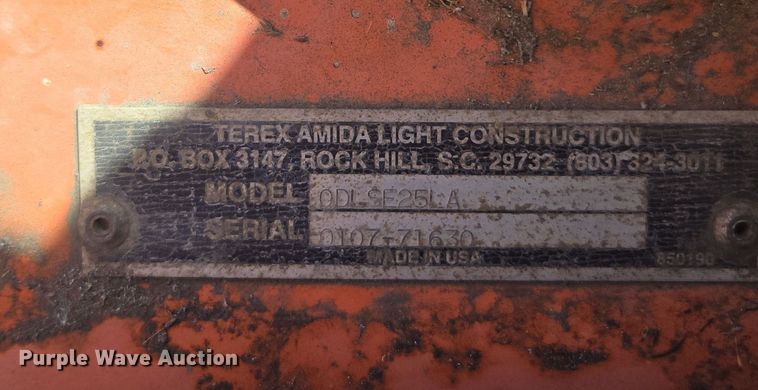 TEREX AMIDA LIGHT CONSTRUCTION
P.O. BOX 3147, ROCK HILL, S.C. 29732 (803) 324-3011
MODEL 0DLSE25LA
SERIAL 0107-71630
MADE IN USA 850190
Purple Wave Auction